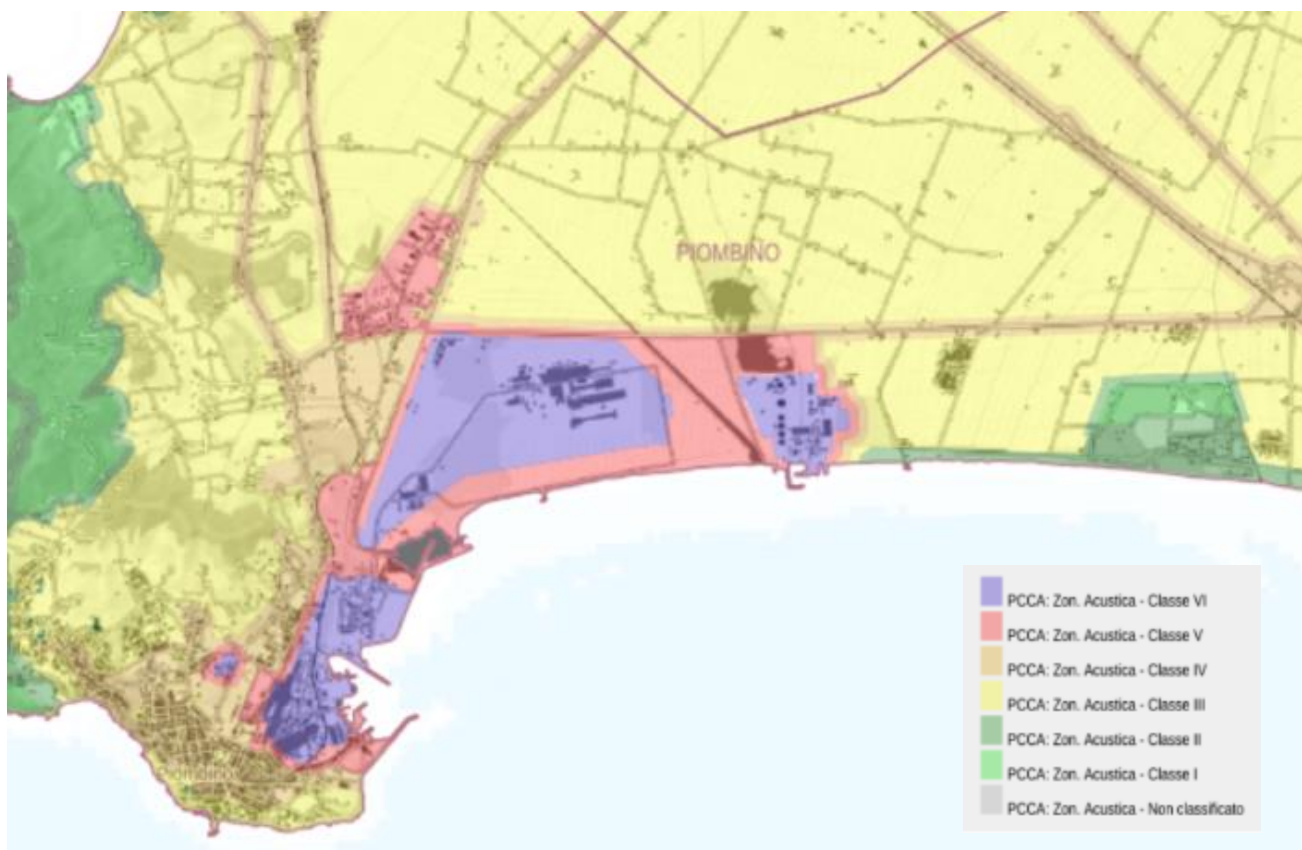 PIOMBINO
Piombino
PCCA: Zon. Acustica - Classe VI
PCCA: Zon. Acustica - Classe V
PCCA: Zon. Acustica - Classe IV
PCCA: Zon. Acustica - Classe III
PCCA: Zon. Acustica - Classe II
PCCA: Zon. Acustica - Classe I
PCCA: Zon. Acustica - Non classificato